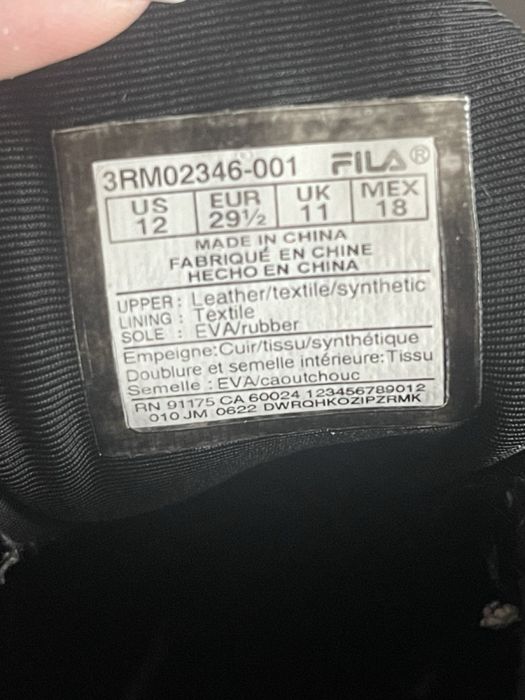 3RM02346-001 FILA®
US EUR UK MEX
12 29½ 11 18
MADE IN CHINA
FABRIQUÉ EN CHINE
HECHO EN CHINA
UPPER : Leather/textile/synthetic
LINING : Textile
SOLE : EVA/rubber
Empeigne:Cuir/tissu/synthétique
Doublure et semelle intérieure:Tissu
Semelle : EVA/caoutchouc
RN 91175 CA 60024 123456789012
010 JM 0622 DWRQHKOZIPZRMK